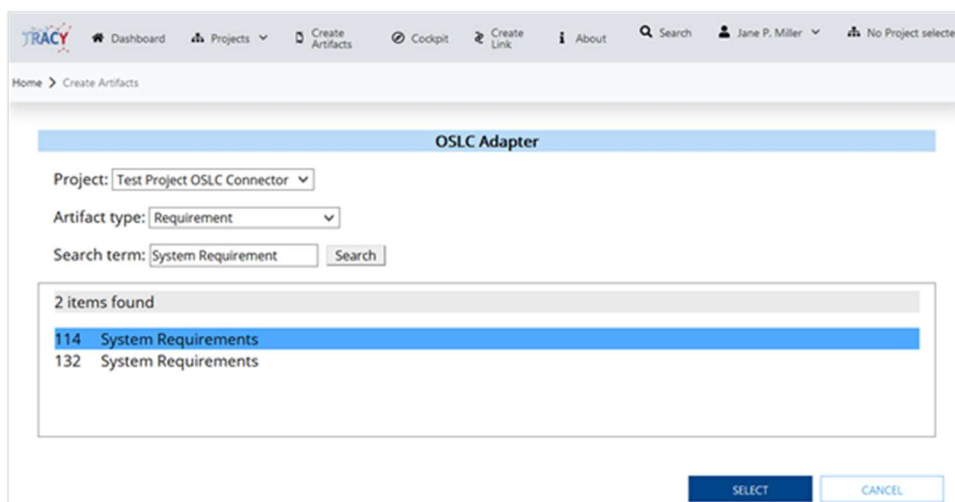 TRACY Dashboard Projects Create Artifacts Cockpit Create Link About Search Jane P. Miller No Project selecte
Home > Create Artifacts
OSLC Adapter
Project: Test Project OSLC Connector
Artifact type: Requirement
Search term: System Requirement Search
2 items found
114 System Requirements
132 System Requirements
SELECT CANCEL